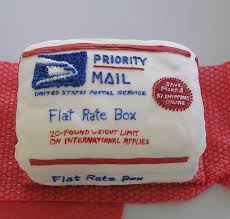 PRIORITY
MAIL
UNITED STATES POSTAL SERVICE
Flat Rate Box
20-POUND WEIGHT LIMIT
ON INTERNATIONAL APPLIES
SAVE
BY SHIPPING
ONLINE
Flat Rate Box